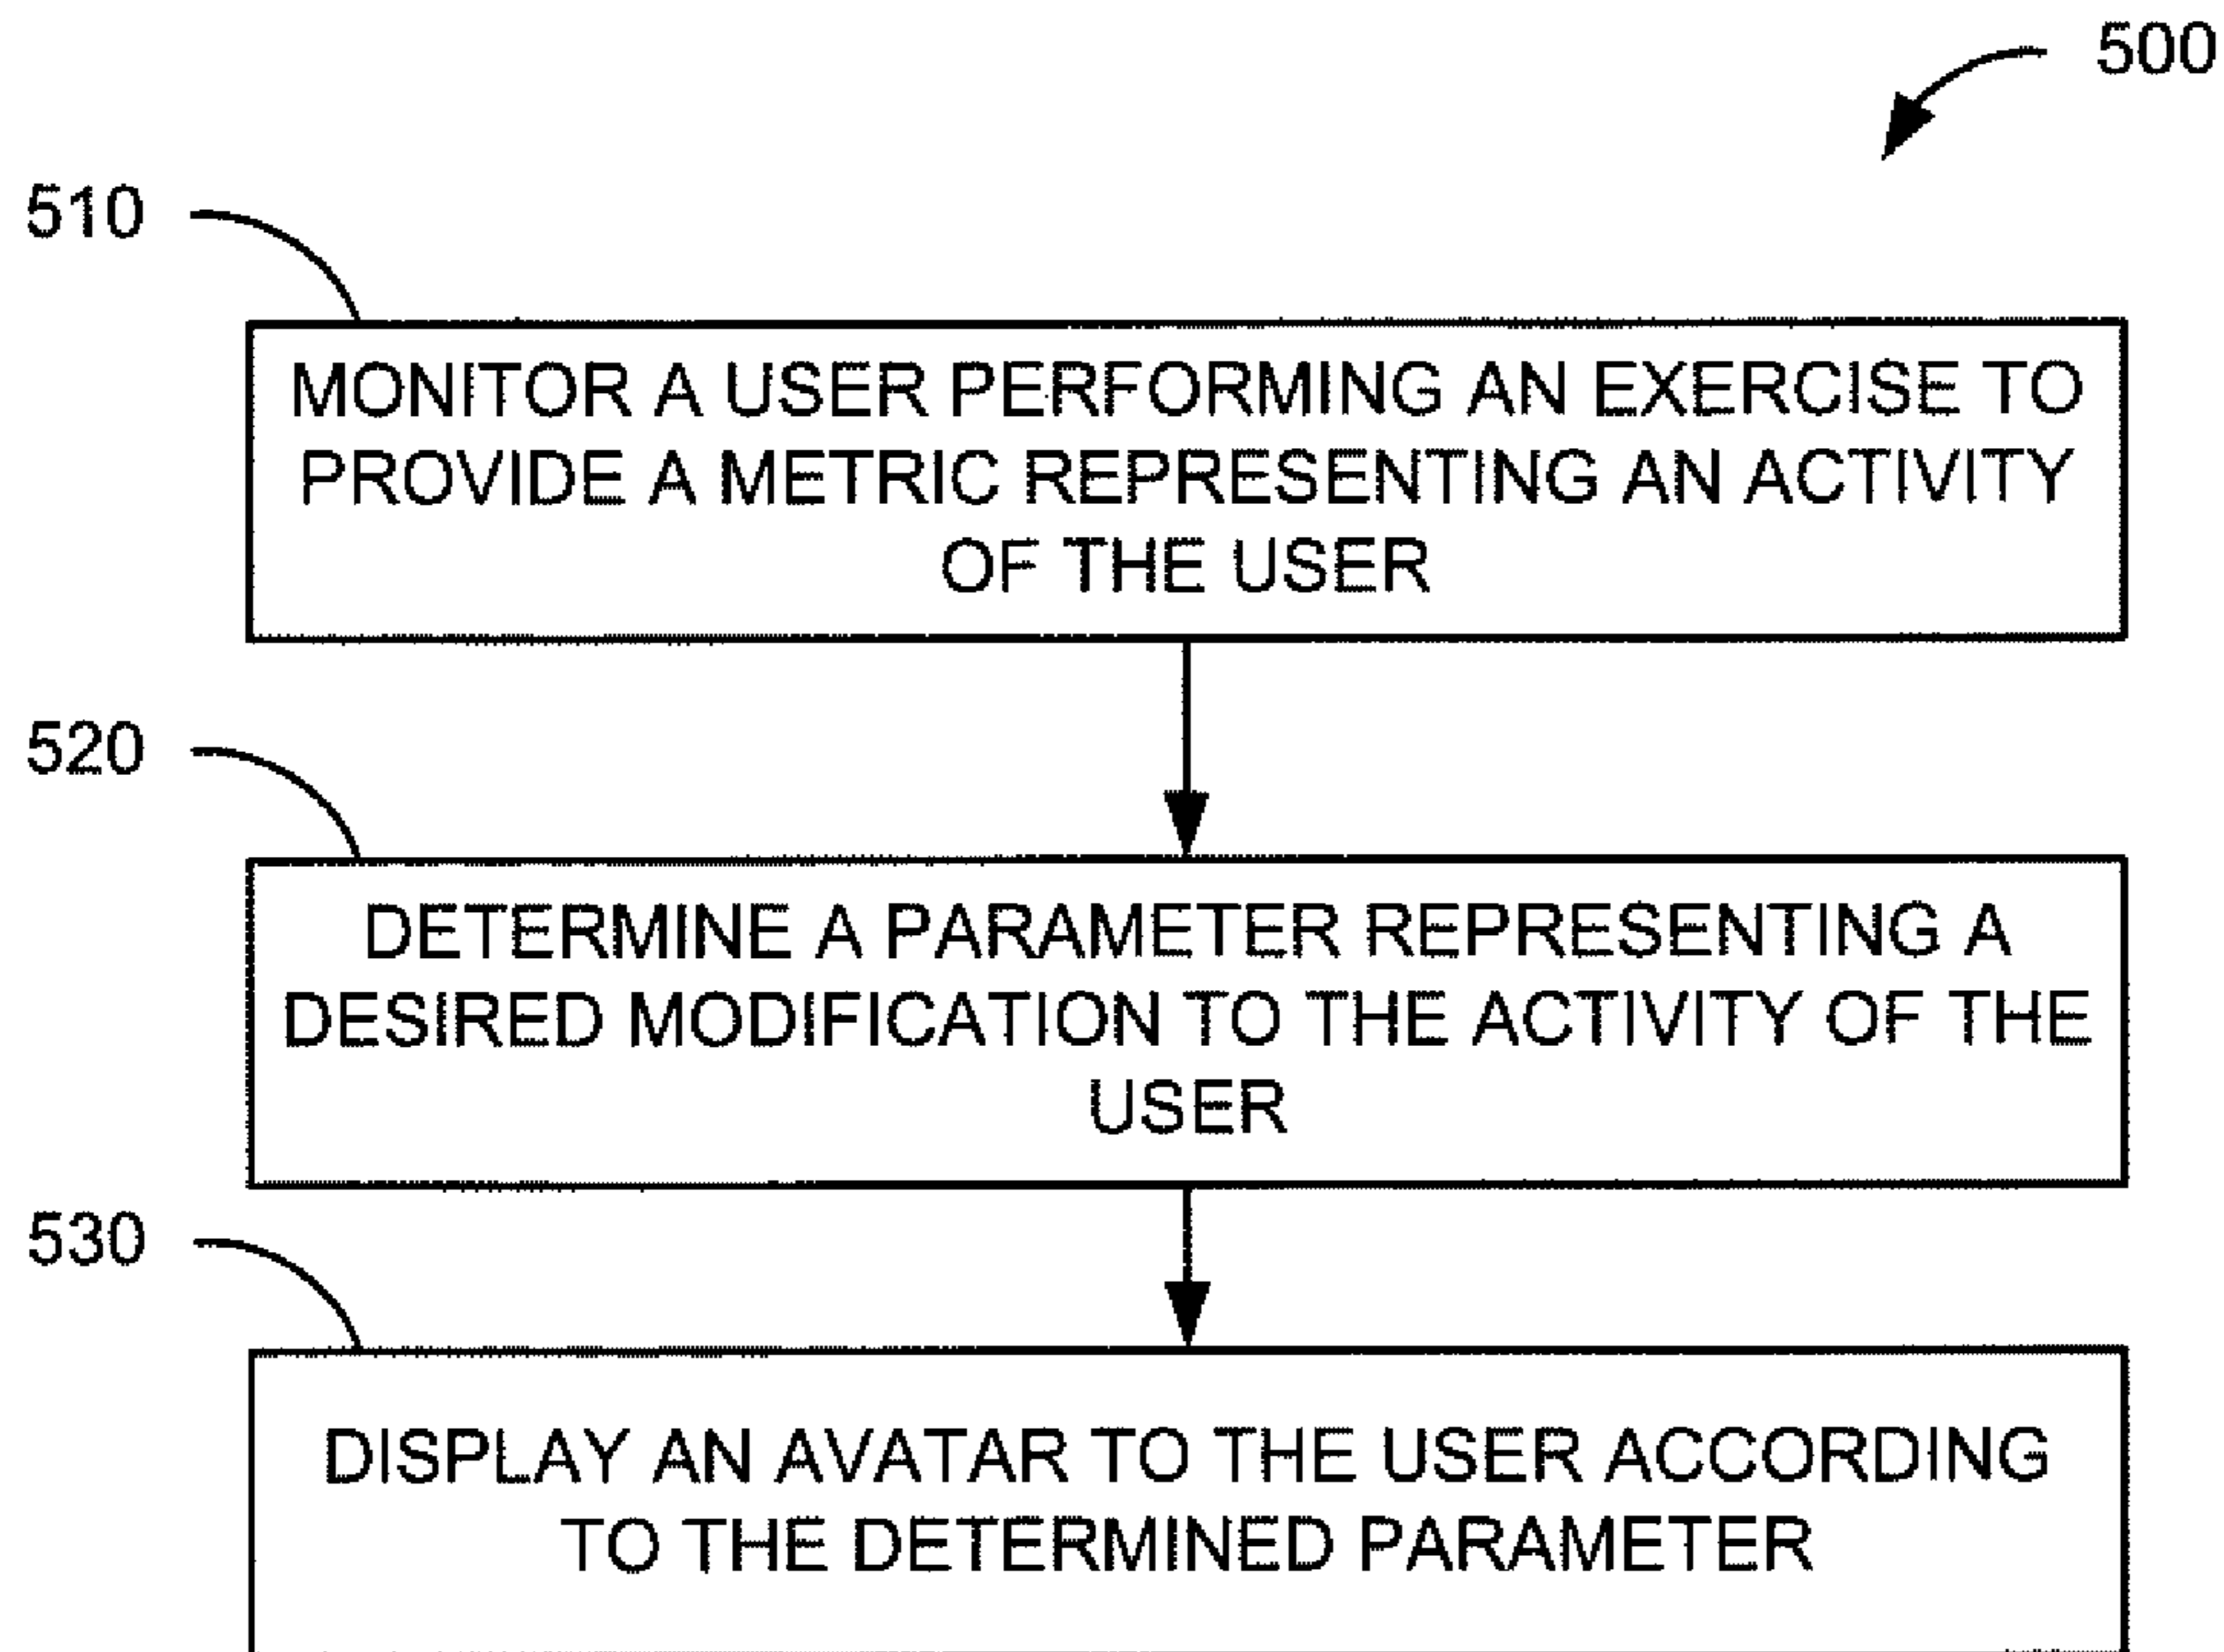 500
510
MONITOR A USER PERFORMING AN EXERCISE TO
PROVIDE A METRIC REPRESENTING AN ACTIVITY
OF THE USER
520
DETERMINE A PARAMETER REPRESENTING A
DESIRED MODIFICATION TO THE ACTIVITY OF THE
USER
530
DISPLAY AN AVATAR TO THE USER ACCORDING
TO THE DETERMINED PARAMETER